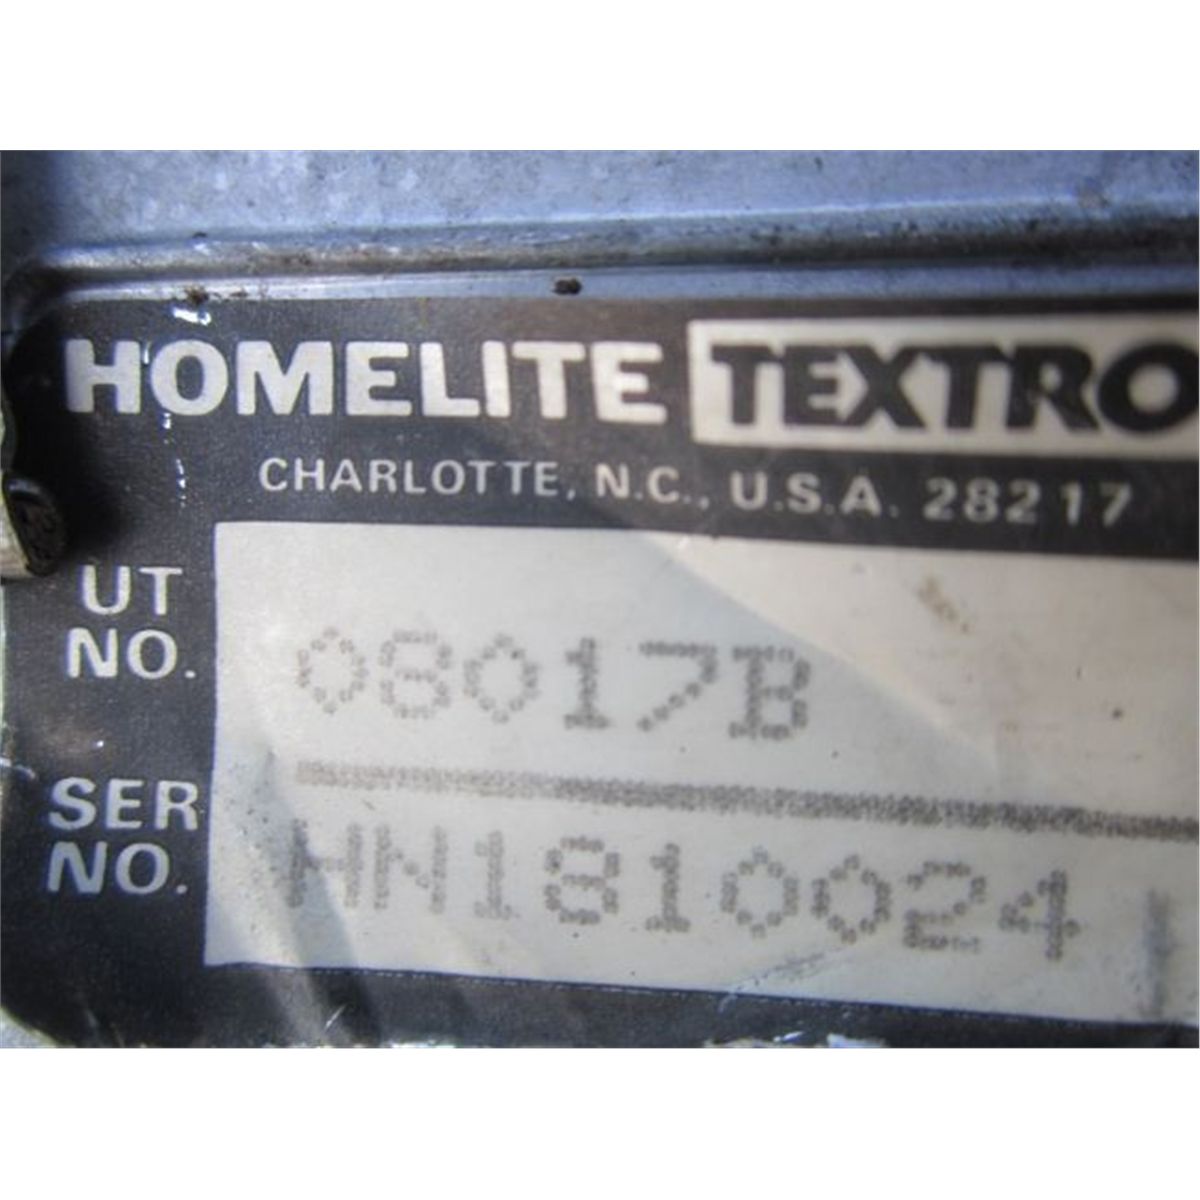 HOMELITE TEXTRO
CHARLOTTE, N.C., U.S.A. 28217
UT NO. 08017B
SER NO. HN1810024